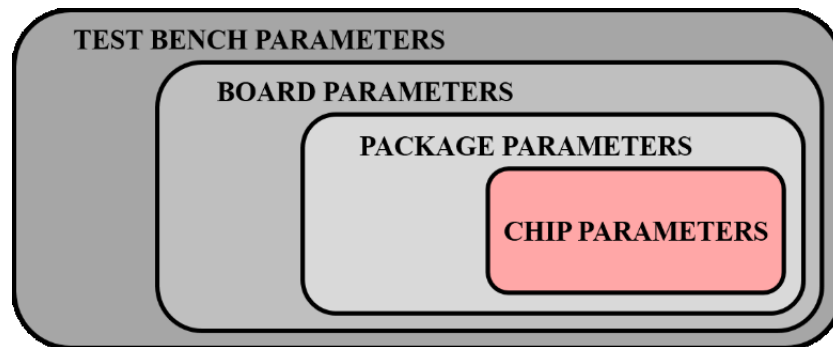 TEST BENCH PARAMETERS
BOARD PARAMETERS
PACKAGE PARAMETERS
CHIP PARAMETERS